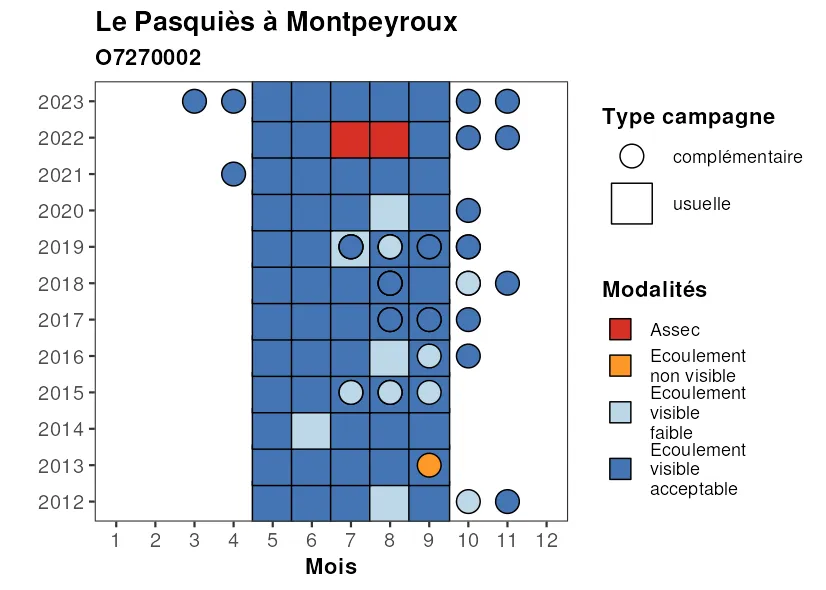 Le Pasquiès à Montpeyroux
O7270002
2023
2022
2021
2020
2019
2018
2017
2016
2015
2014
2013
2012
1 2 3 4 5 6 7 8 9 10 11 12
Mois
Type campagne
complémentaire
usuelle
Modalités
Assec
Ecoulement
non visible
Ecoulement
visible
faible
Ecoulement
visible
acceptable